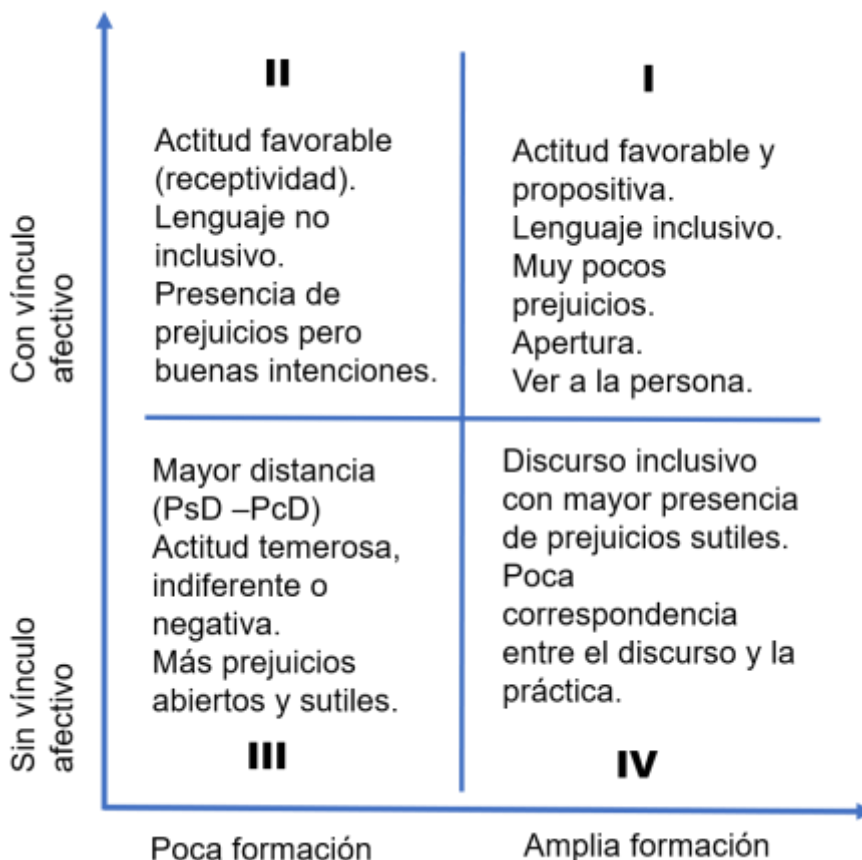 II
Actitud favorable
(receptividad).
Lenguaje no
inclusivo.
Presencia de
prejuicios pero
buenas intenciones.
I
Actitud favorable y
propositiva.
Lenguaje inclusivo.
Muy pocos
prejuicios.
Apertura.
Ver a la persona.
Con vínculo
afectivo
Mayor distancia
(PsD –PcD)
Actitud temerosa,
indiferente o
negativa.
Más prejuicios
abiertos y sutiles.
III
Discurso inclusivo
con mayor presencia
de prejuicios sutiles.
Poca
correspondencia
entre el discurso y la
práctica.
IV
Sin vínculo
afectivo
Poca formación
Amplia formación